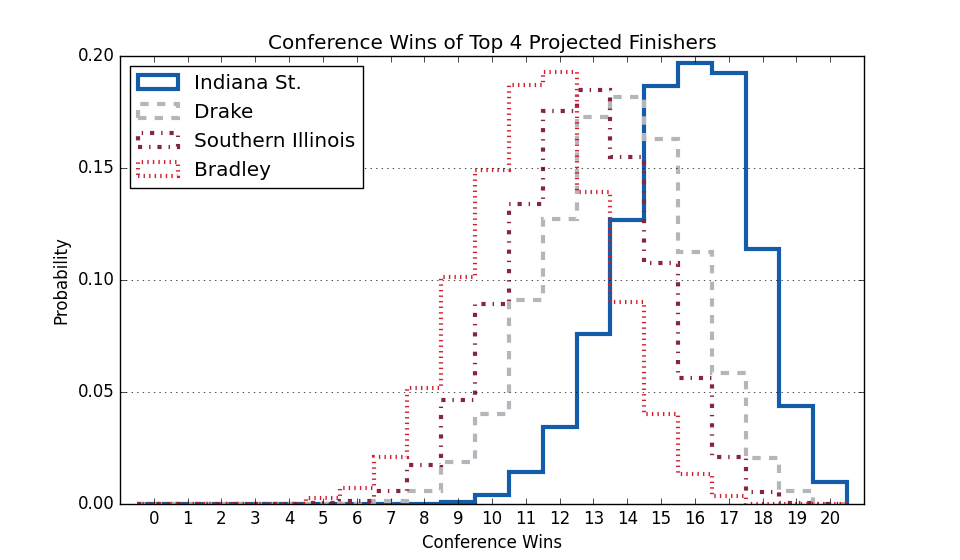 Conference Wins of Top 4 Projected Finishers
0.20
0.15
0.10
0.05
0.00
Probability
Indiana St.
Drake
Southern Illinois
Bradley
0 1 2 3 4 5 6 7 8 9 10 11 12 13 14 15 16 17 18 19 20
Conference Wins